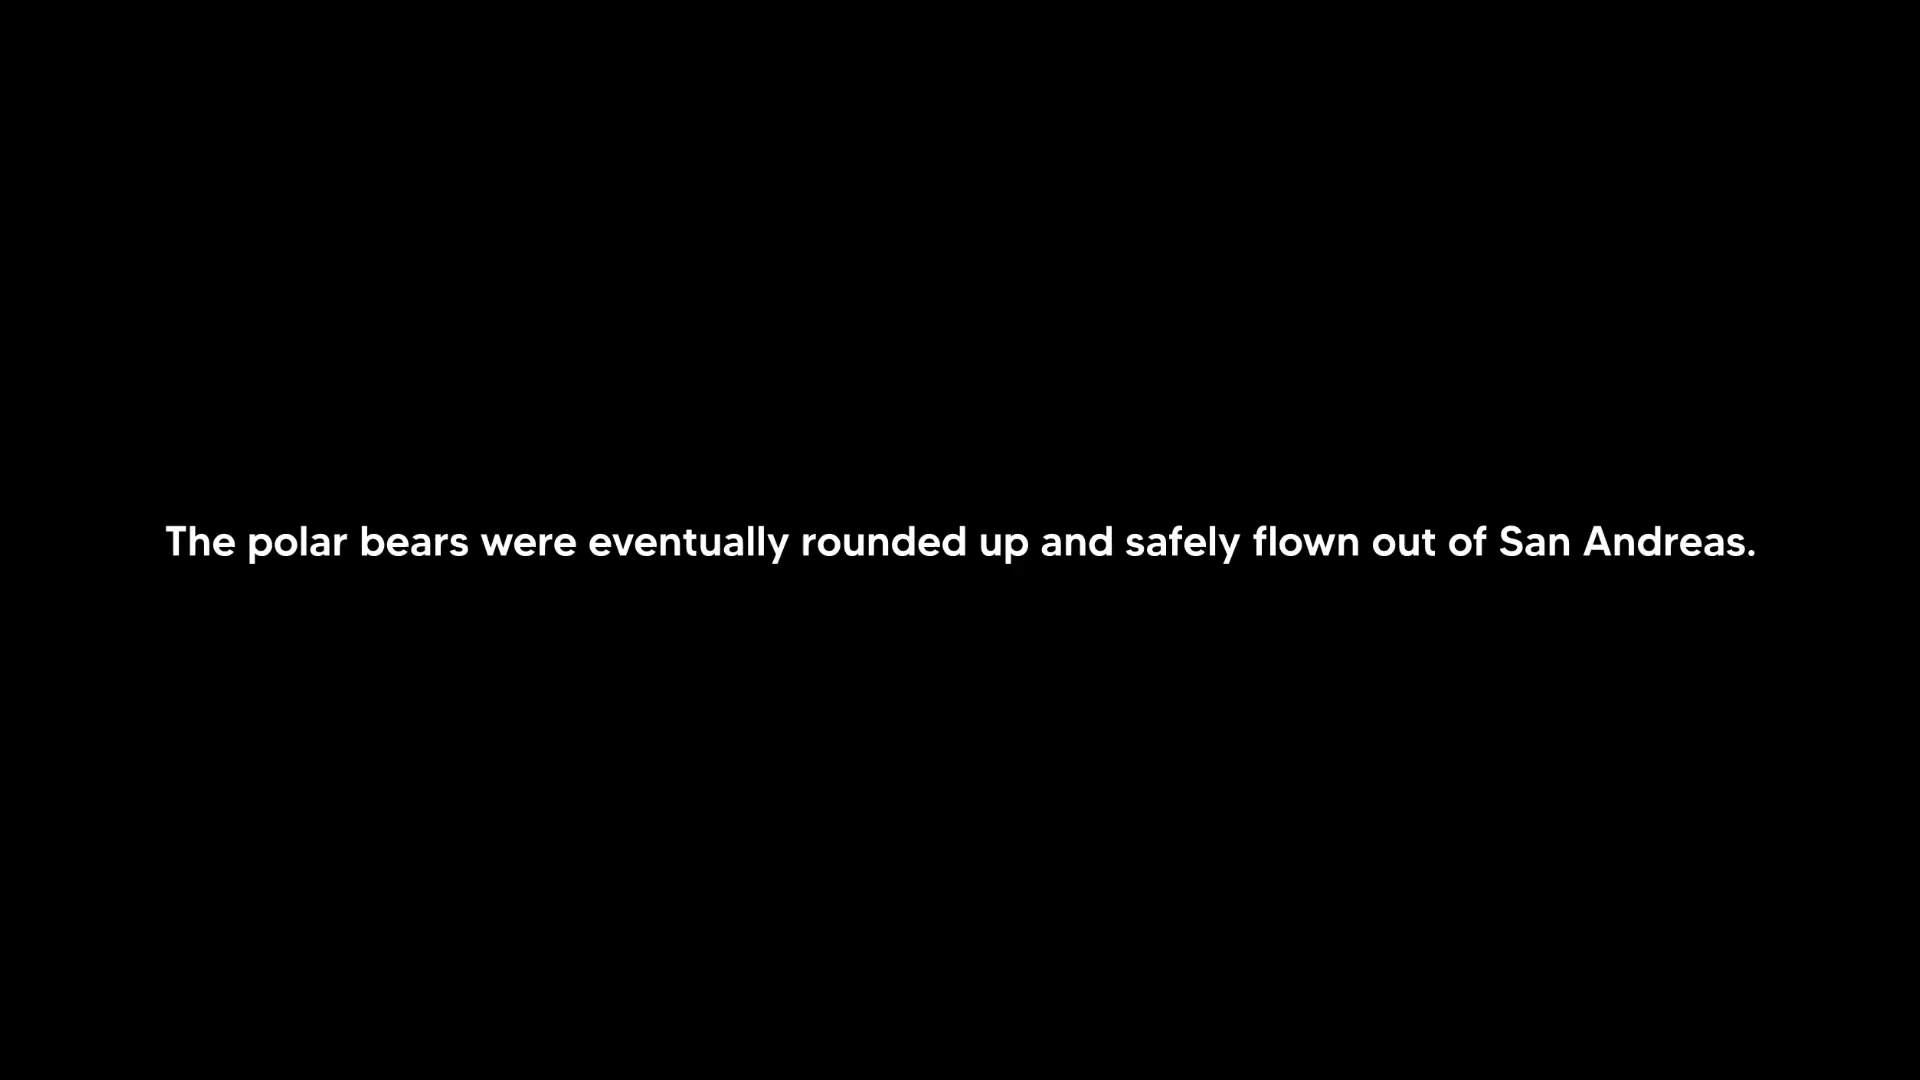 The polar bears were eventually rounded up and safely flown out of San Andreas.